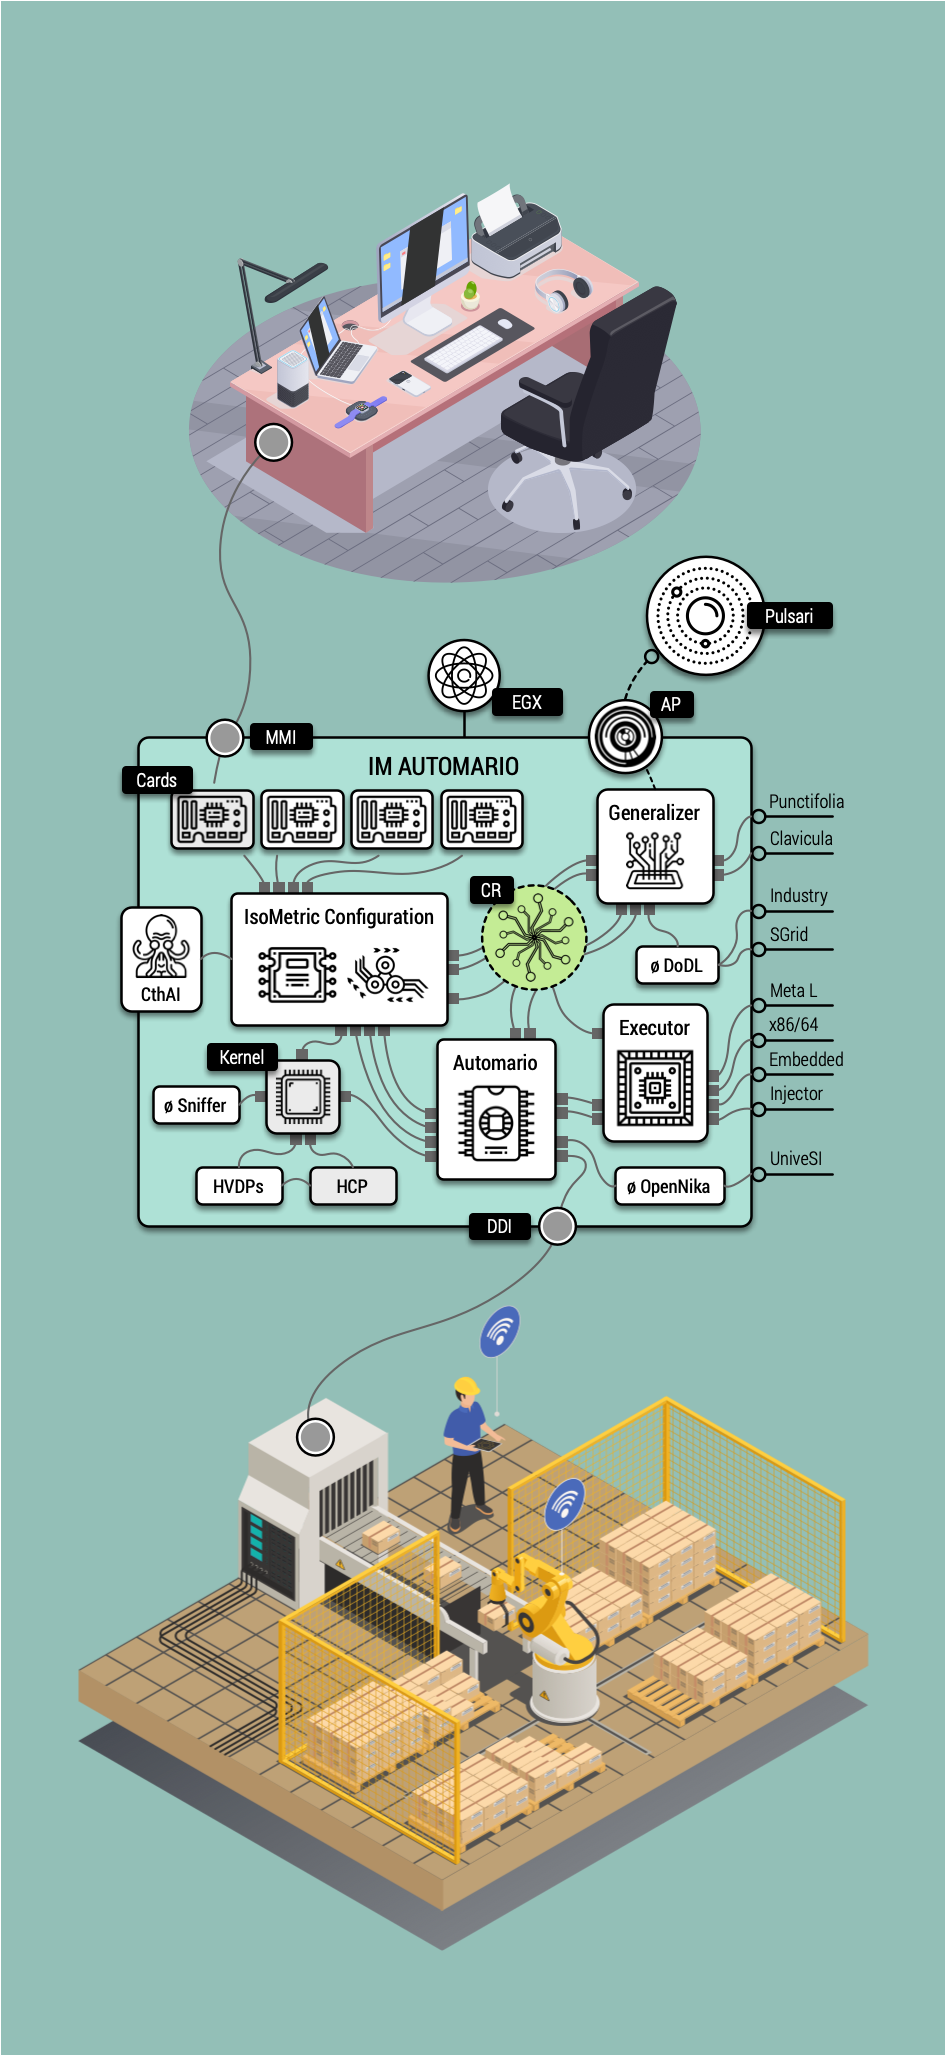 Pulsari
EGX
AP
MMI
IM AUTOMARIO
Cards
Generalizer
Punctifolia
Clavicula
CR
IsoMetric Configuration
Industry
SGrid
ø DoDL
CthAI
Meta L
Executor
x86/64
Kernel
Automario
Embedded
Injector
ø Sniffer
UniveSI
HVDPs
HCP
ø OpenNika
DDI